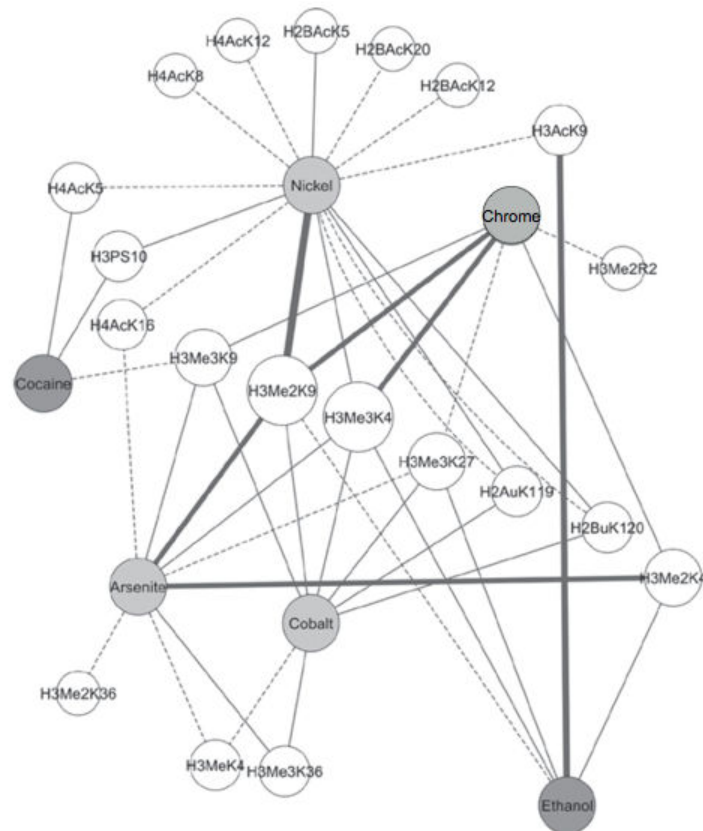 H4AcK12
H2BAcK5
H2BAcK20
H4AcK8
H2BAcK12
H3AcK9
H4AcK5
Nickel
Chrome
H3PS10
H3Me2R2
H4AcK16
H3Me3K9
Cocaine
H3Me2K9
H3Me3K4
H3Me3K27
H2AuK119
H2BuK120
H3Me2K4
Arsenite
Cobalt
H3Me2K36
H3MeK4
H3Me3K36
Ethanol